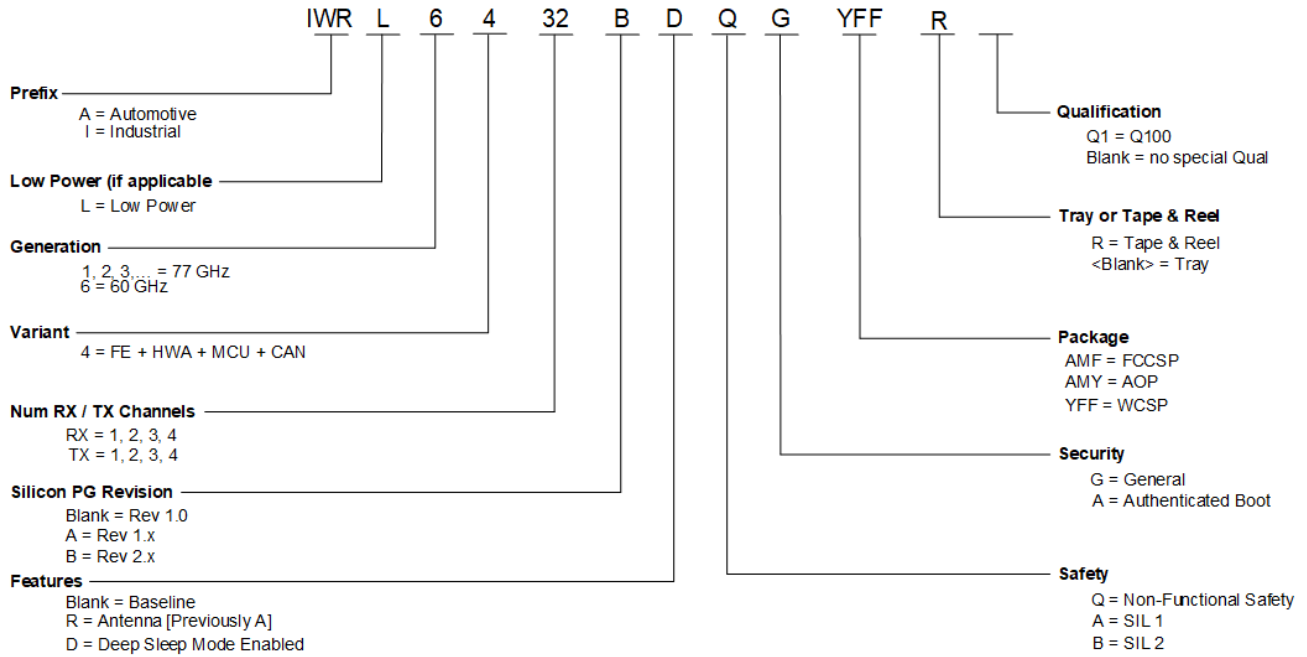 IWR L 6 4 32 B D Q G YFF R
Prefix
A = Automotive
I = Industrial
Low Power (if applicable
L = Low Power
Generation
1, 2, 3,... = 77 GHz
6 = 60 GHz
Variant
4 = FE + HWA + MCU + CAN
Num RX / TX Channels
RX = 1, 2, 3, 4
TX = 1, 2, 3, 4
Silicon PG Revision
Blank = Rev 1.0
A = Rev 1.x
B = Rev 2.x
Features
Blank = Baseline
R = Antenna [Previously A]
D = Deep Sleep Mode Enabled
Qualification
Q1 = Q100
Blank = no special Qual
Tray or Tape & Reel
R = Tape & Reel
<Blank> = Tray
Package
AMF = FCCSP
AMY = AOP
YFF = WCSP
Security
G = General
A = Authenticated Boot
Safety
Q = Non-Functional Safety
A = SIL 1
B = SIL 2